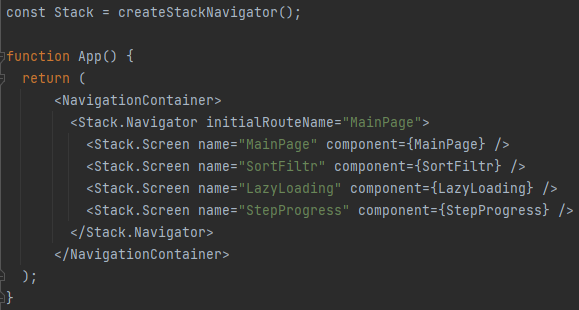 const Stack = createStackNavigator();
function App() {
return (
<NavigationContainer>
<Stack.Navigator initialRouteName="MainPage">
<Stack.Screen name="MainPage" component={MainPage} />
<Stack.Screen name="SortFiltr" component={SortFiltr} />
<Stack.Screen name="LazyLoading" component={LazyLoading} />
<Stack.Screen name="StepProgress" component={StepProgress} />
</Stack.Navigator>
</NavigationContainer>
);
}